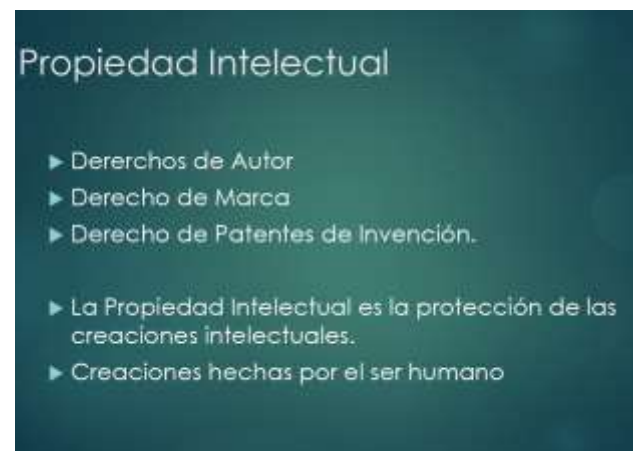 Propiedad Intelectual
Dererchos de Autor
Derecho de Marca
Derecho de Patentes de Invención.
La Propiedad Intelectual es la protección de las
creaciones intelectuales.
Creaciones hechas por el ser humano